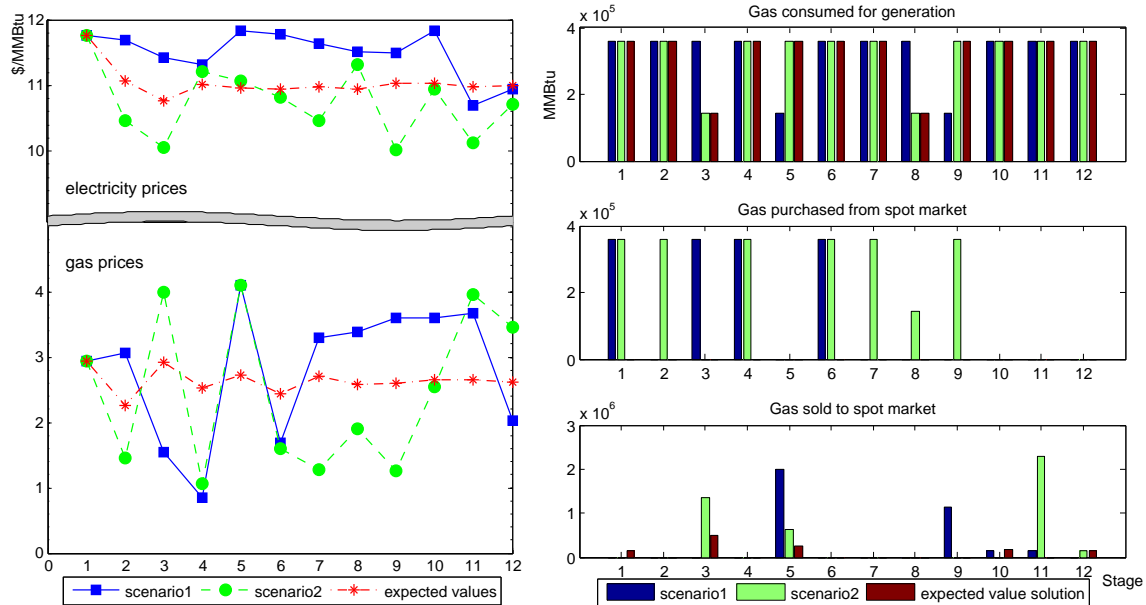 $/MMBtu
12
11
10
electricity prices
gas prices
4
3
2
1
0
/0 1 2 3 4 5 6 7 8 9 10 11 12
scenario1 scenario2 expected values
Gas consumed for generation
x 10^5
MMBtu
4
2
0
1 2 3 4 5 6 7 8 9 10 11 12
Gas purchased from spot market
x 10^5
4
2
0
1 2 3 4 5 6 7 8 9 10 11 12
Gas sold to spot market
x 10^6
3
2
1
0
1 2 3 4 5 6 7 8 9 10 11 12
scenario1 scenario2 expected value solution
Stage